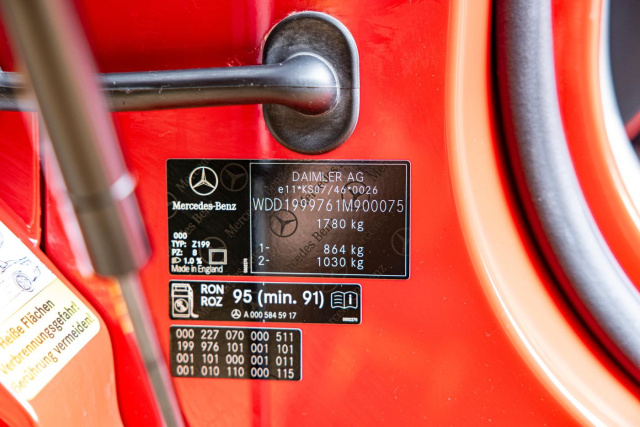 Heiße Flächen
Verbrennungsgefahr!
Berührung vermeiden!
Mercedes-Benz
DAIMLER AG
e11*KS07/46*0026
WDD1999761M900075
1780 kg
1- 864 kg
2- 1030 kg
000
TYP: Z199
PZ: 8
1.0 %
Made in England
RON
ROZ
95 (min. 91)
A 000 584 59 17
000 227 070 000 511
199 976 101 001 101
001 101 000 001 011
001 010 110 000 115